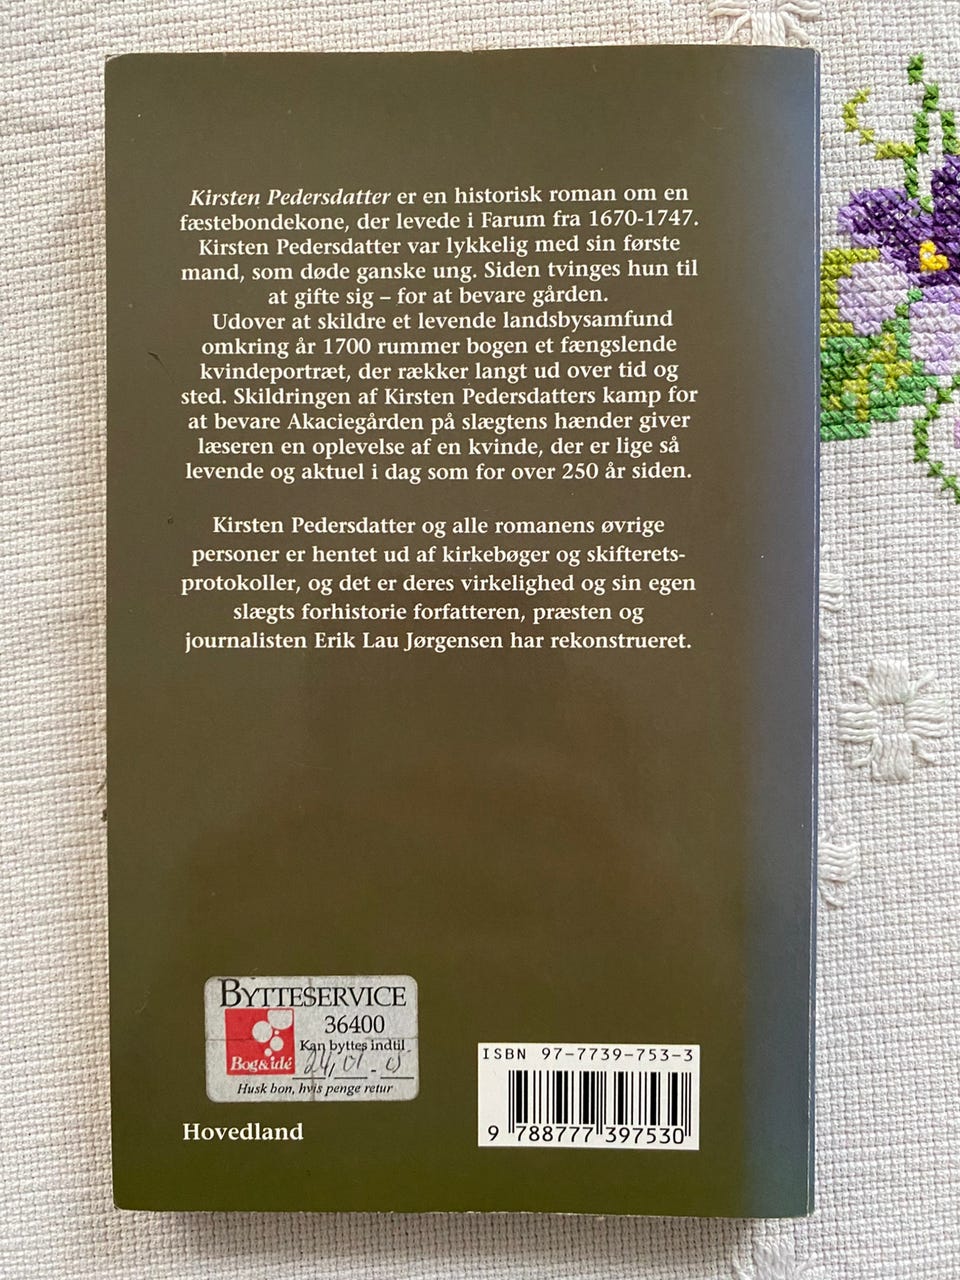 Kirsten Pedersdatter er en historisk roman om en
fæstebondekone, der levede i Farum fra 1670-1747.
Kirsten Pedersdatter var lykkelig med sin første
mand, som døde ganske ung. Siden tvinges hun til
at gifte sig – for at bevare gården.
Udover at skildre et levende landsbysamfund
omkring år 1700 rummer bogen et fængslende
kvindeportræt, der rækker langt ud over tid og
sted. Skildringen af Kirsten Pedersdatters kamp for
at bevare Akaciegården på slægtens hænder giver
læseren en oplevelse af en kvinde, der er lige så
levende og aktuel i dag som for over 250 år siden.
Kirsten Pedersdatter og alle romanens øvrige
personer er hentet ud af kirkebøger og skifterets-
protokoller, og det er deres virkelighed og sin egen
slægts forhistorie forfatteren, præsten og
journalisten Erik Lau Jørgensen har rekonstrueret.
BYTTESERVICE
36400
Kan byttes indtil
Bog&idé 24,01-05
Husk bon, hvis penge retur
Hovedland
ISBN 97-7739-753-3
9 788777 397530